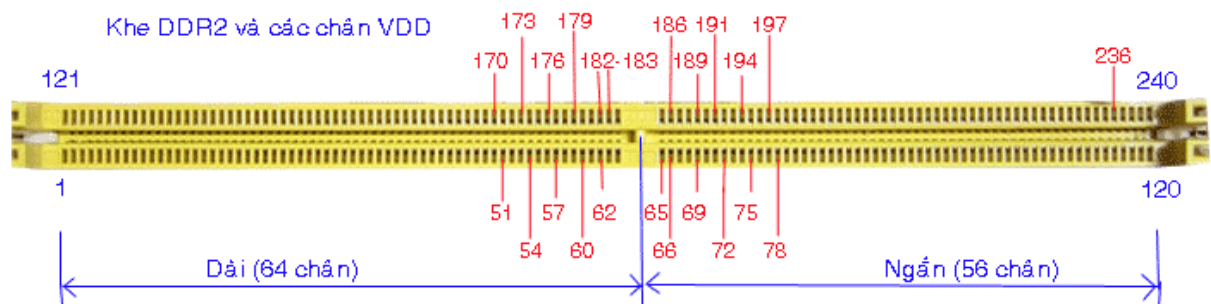 Khe DDR2 và các chân VDD
173 179 186 191 197
170 176 182-183 189 194 236
121 240
1 120
51 57 62 65 69 75
54 60 66 72 78
Dài (64 chân) Ngắn (56 chân)